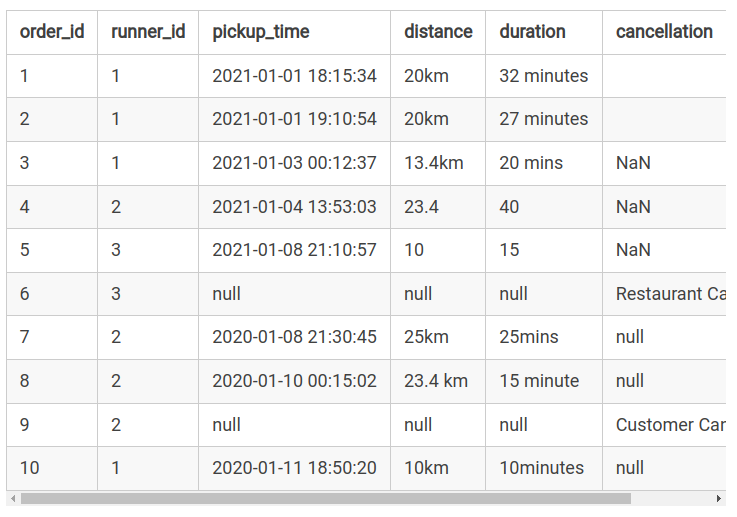 order_id runner_id pickup_time distance duration cancellation
1 1 2021-01-01 18:15:34 20km 32 minutes
2 1 2021-01-01 19:10:54 20km 27 minutes
3 1 2021-01-03 00:12:37 13.4km 20 mins NaN
4 2 2021-01-04 13:53:03 23.4 40 NaN
5 3 2021-01-08 21:10:57 10 15 NaN
6 3 null null null Restaurant Ca
7 2 2020-01-08 21:30:45 25km 25mins null
8 2 2020-01-10 00:15:02 23.4 km 15 minute null
9 2 null null null Customer Can
10 1 2020-01-11 18:50:20 10km 10minutes null